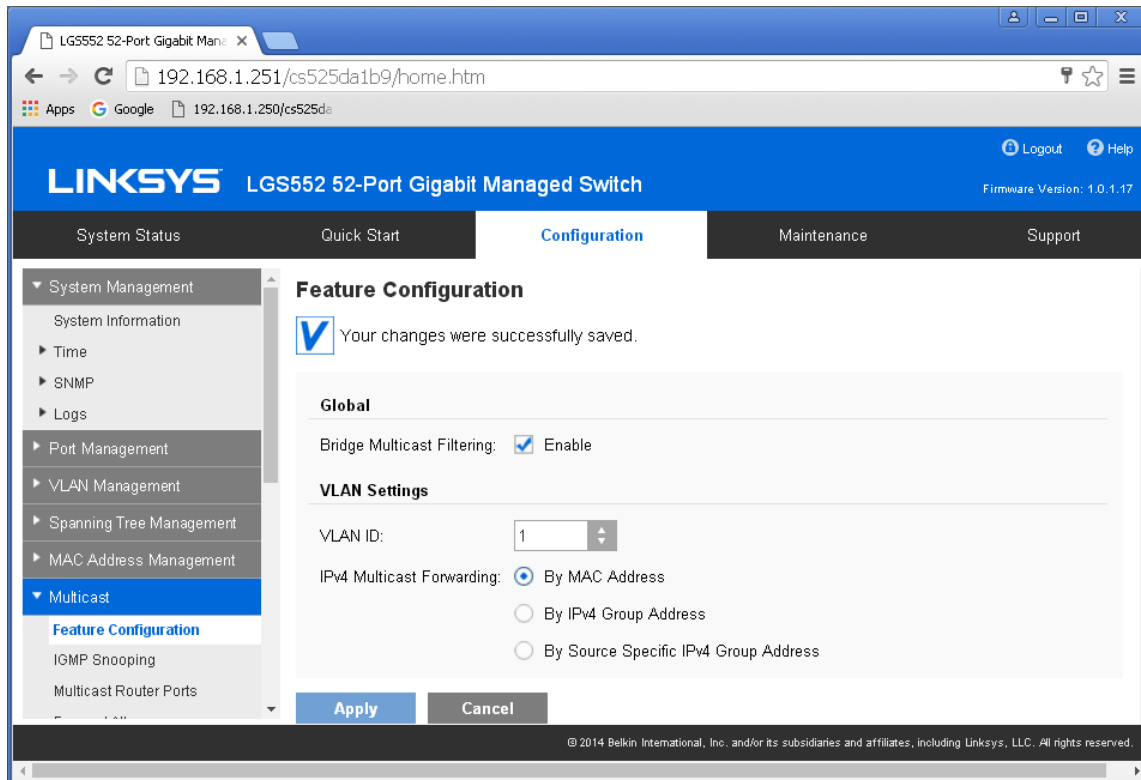 LGS552 52-Port Gigabit Mana
192.168.1.251/cs525da1b9/home.htm
Apps Google 192.168.1.250/cs525da
Logout Help
LINKSYS LGS552 52-Port Gigabit Managed Switch
Firmware Version: 1.0.1.17
System Status Quick Start Configuration Maintenance Support
System Management
System Information
Time
SNMP
Logs
Port Management
VLAN Management
Spanning Tree Management
MAC Address Management
Multicast
Feature Configuration
IGMP Snooping
Multicast Router Ports
Feature Configuration
Your changes were successfully saved.
Global
Bridge Multicast Filtering: Enable
VLAN Settings
VLAN ID: 1
IPv4 Multicast Forwarding: By MAC Address
By IPv4 Group Address
By Source Specific IPv4 Group Address
Apply Cancel
© 2014 Belkin International, Inc. and/or its subsidiaries and affiliates, including Linksys, LLC. All rights reserved.